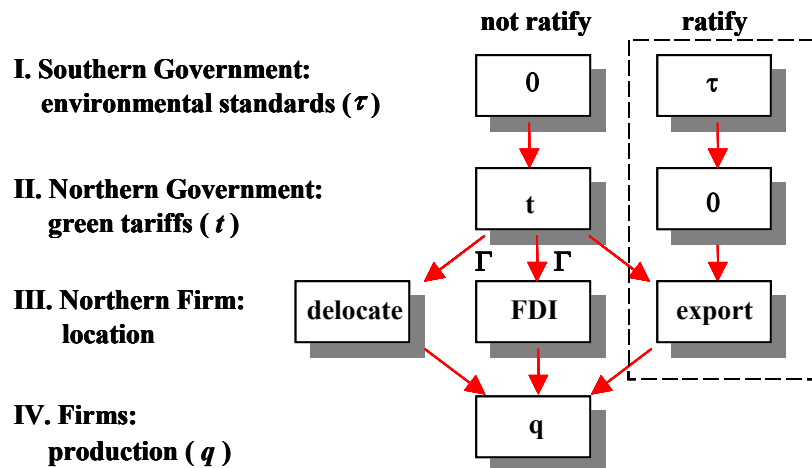 not ratify ratify
I. Southern Government: 0 τ
environmental standards (τ)
II. Northern Government: t 0
green tariffs ( t )
Γ Γ
III. Northern Firm: delocate FDI export
location
IV. Firms: q
production ( q )